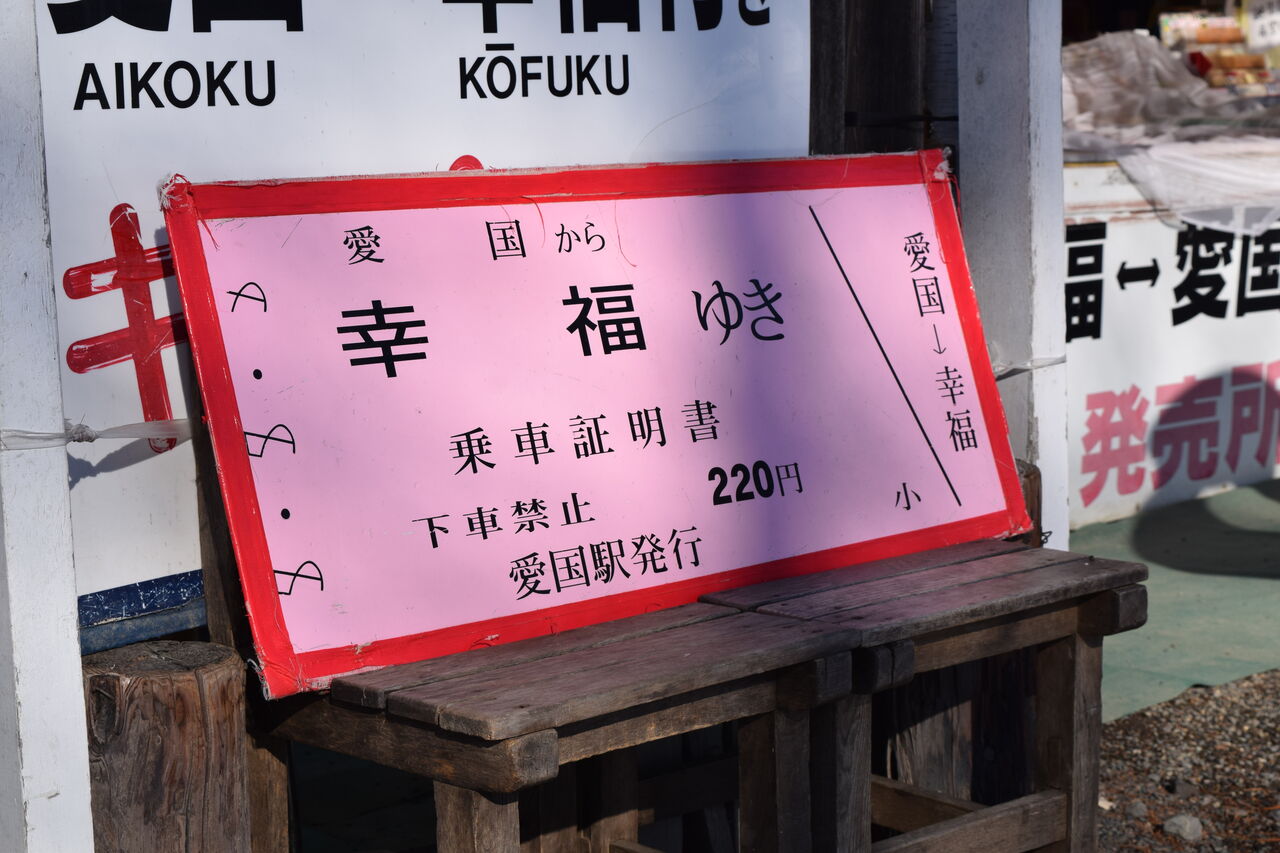 AIKOKU KŌFUKU
愛国から
幸福ゆき
乗車証明書
下車禁止 220円
愛国駅発行
愛国→幸福
小
福↔愛国
発売所